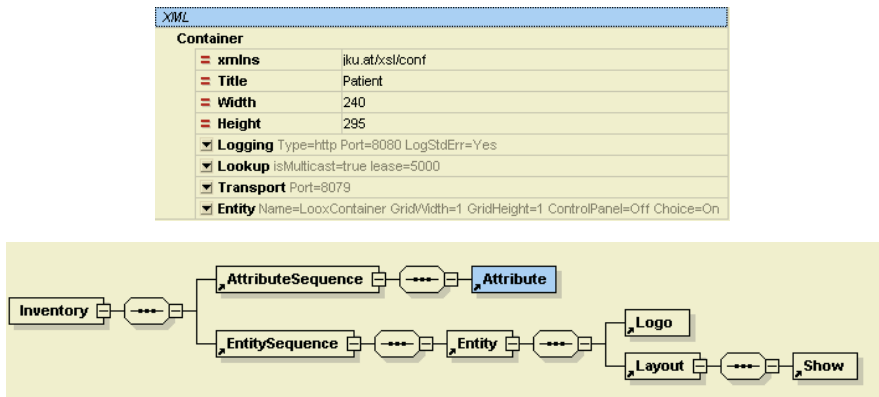 XML
Container
xmlns jku.at/xsl/conf
Title Patient
Width 240
Height 295
Logging Type=http Port=8080 LogStdErr=Yes
Lookup isMulticast=true lease=5000
Transport Port=8079
Entity Name=LooxContainer GridWidth=1 GridHeight=1 ControlPanel=Off Choice=On
AttributeSequence Attribute
Inventory
EntitySequence Entity
Logo
Layout Show